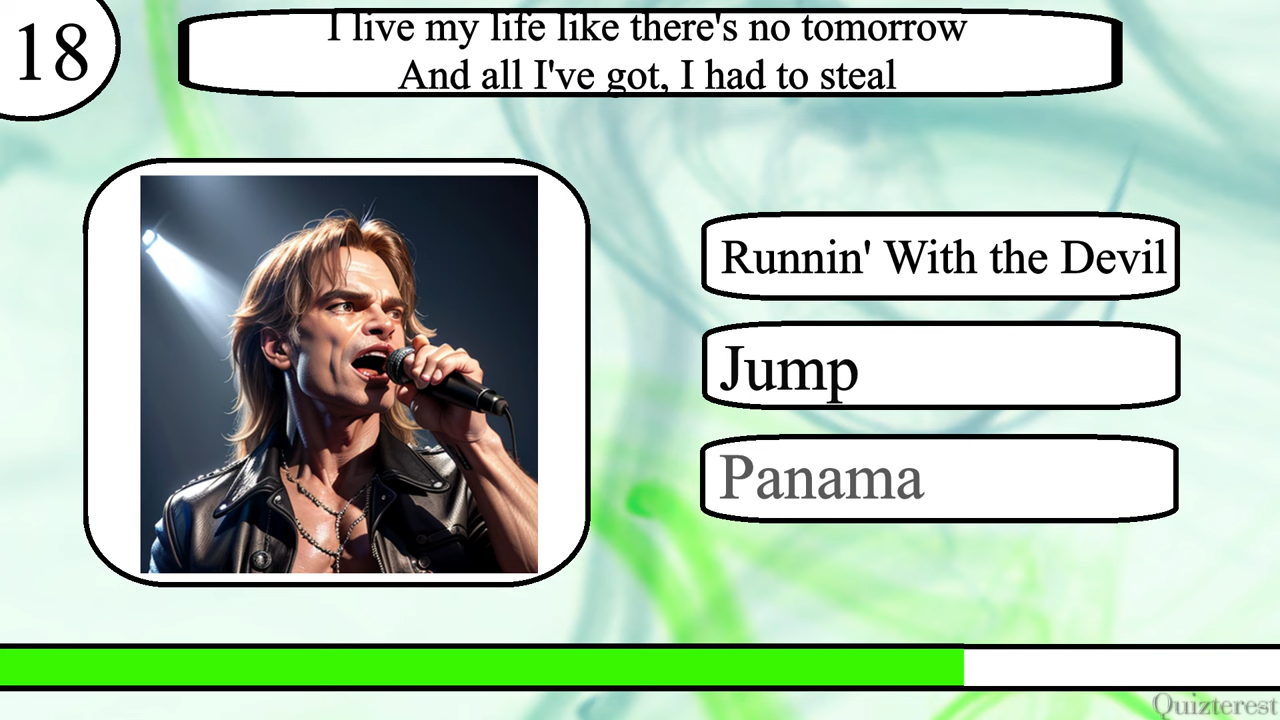 18
I live my life like there's no tomorrow
And all I've got, I had to steal
Runnin' With the Devil
Jump
Panama
Quizterest